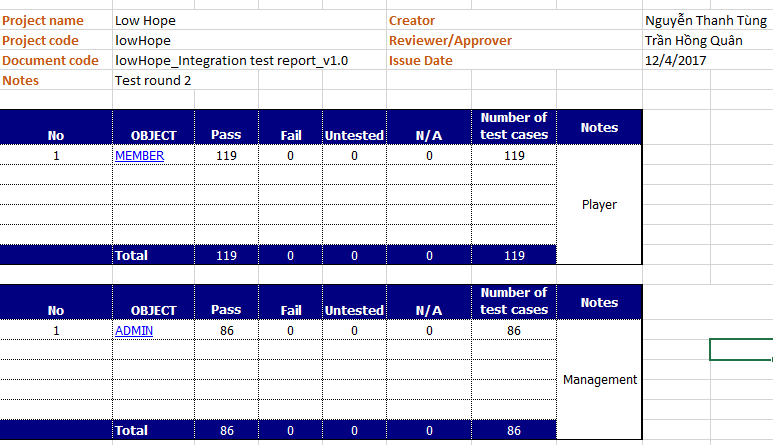 Project name Low Hope Creator Nguyễn Thanh Tùng
Project code lowHope Reviewer/Approver Trần Hồng Quân
Document code lowHope_Integration test report_v1.0 Issue Date 12/4/2017
Notes Test round 2
No OBJECT Pass Fail Untested N/A Number of test cases Notes
1 MEMBER 119 0 0 0 119
Player
Total 119 0 0 0 119
No OBJECT Pass Fail Untested N/A Number of test cases Notes
1 ADMIN 86 0 0 0 86
Management
Total 86 0 0 0 86